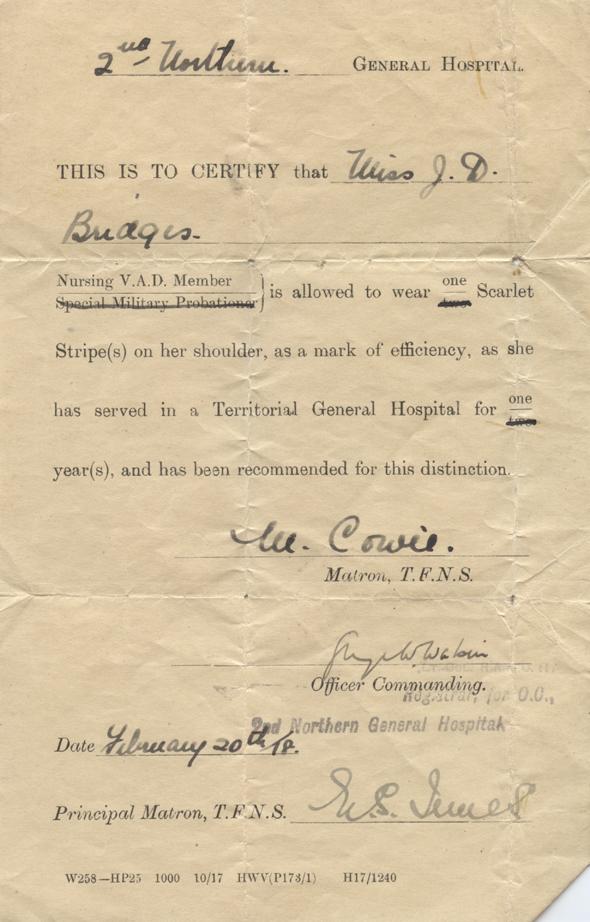 2nd Northern. GENERAL HOSPITAL.
THIS IS TO CERTIFY that Miss J. D.
Bridges.
Nursing V.A.D. Member
Special Military Probationer
} is allowed to wear one two Scarlet
Stripe(s) on her shoulder, as a mark of efficiency, as she
has served in a Territorial General Hospital for one two
year(s), and has been recommended for this distinction.
M. Cowie.
Matron, T.F.N.S.
Officer Commanding.
Registrar, for O.C.,
2nd Northern General Hospital
Date February 20th 18.
Principal Matron, T.F.N.S. E.S. Innes
W258—HP25 1000 10/17 HWV(P173/1) H17/1240